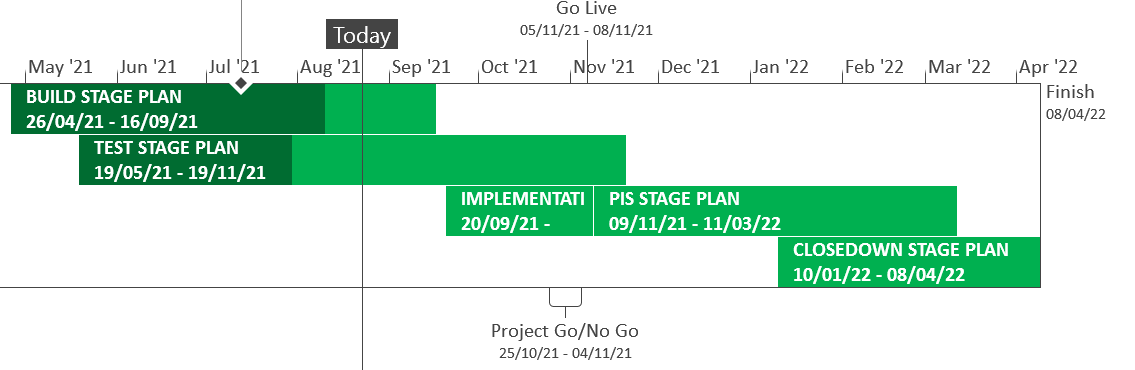 Go Live
05/11/21 - 08/11/21
Today
May '21 Jun '21 Jul '21 Aug '21 Sep '21 Oct '21 Nov '21 Dec '21 Jan '22 Feb '22 Mar '22 Apr '22
Finish
08/04/22
BUILD STAGE PLAN
26/04/21 - 16/09/21
TEST STAGE PLAN
19/05/21 - 19/11/21
IMPLEMENTATI
20/09/21 -
PIS STAGE PLAN
09/11/21 - 11/03/22
CLOSEDOWN STAGE PLAN
10/01/22 - 08/04/22
Project Go/No Go
25/10/21 - 04/11/21